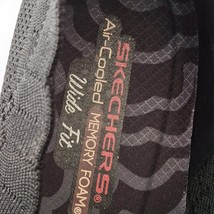 SKECHERS®
Air-Cooled MEMORY FOAM®
Wide Fit